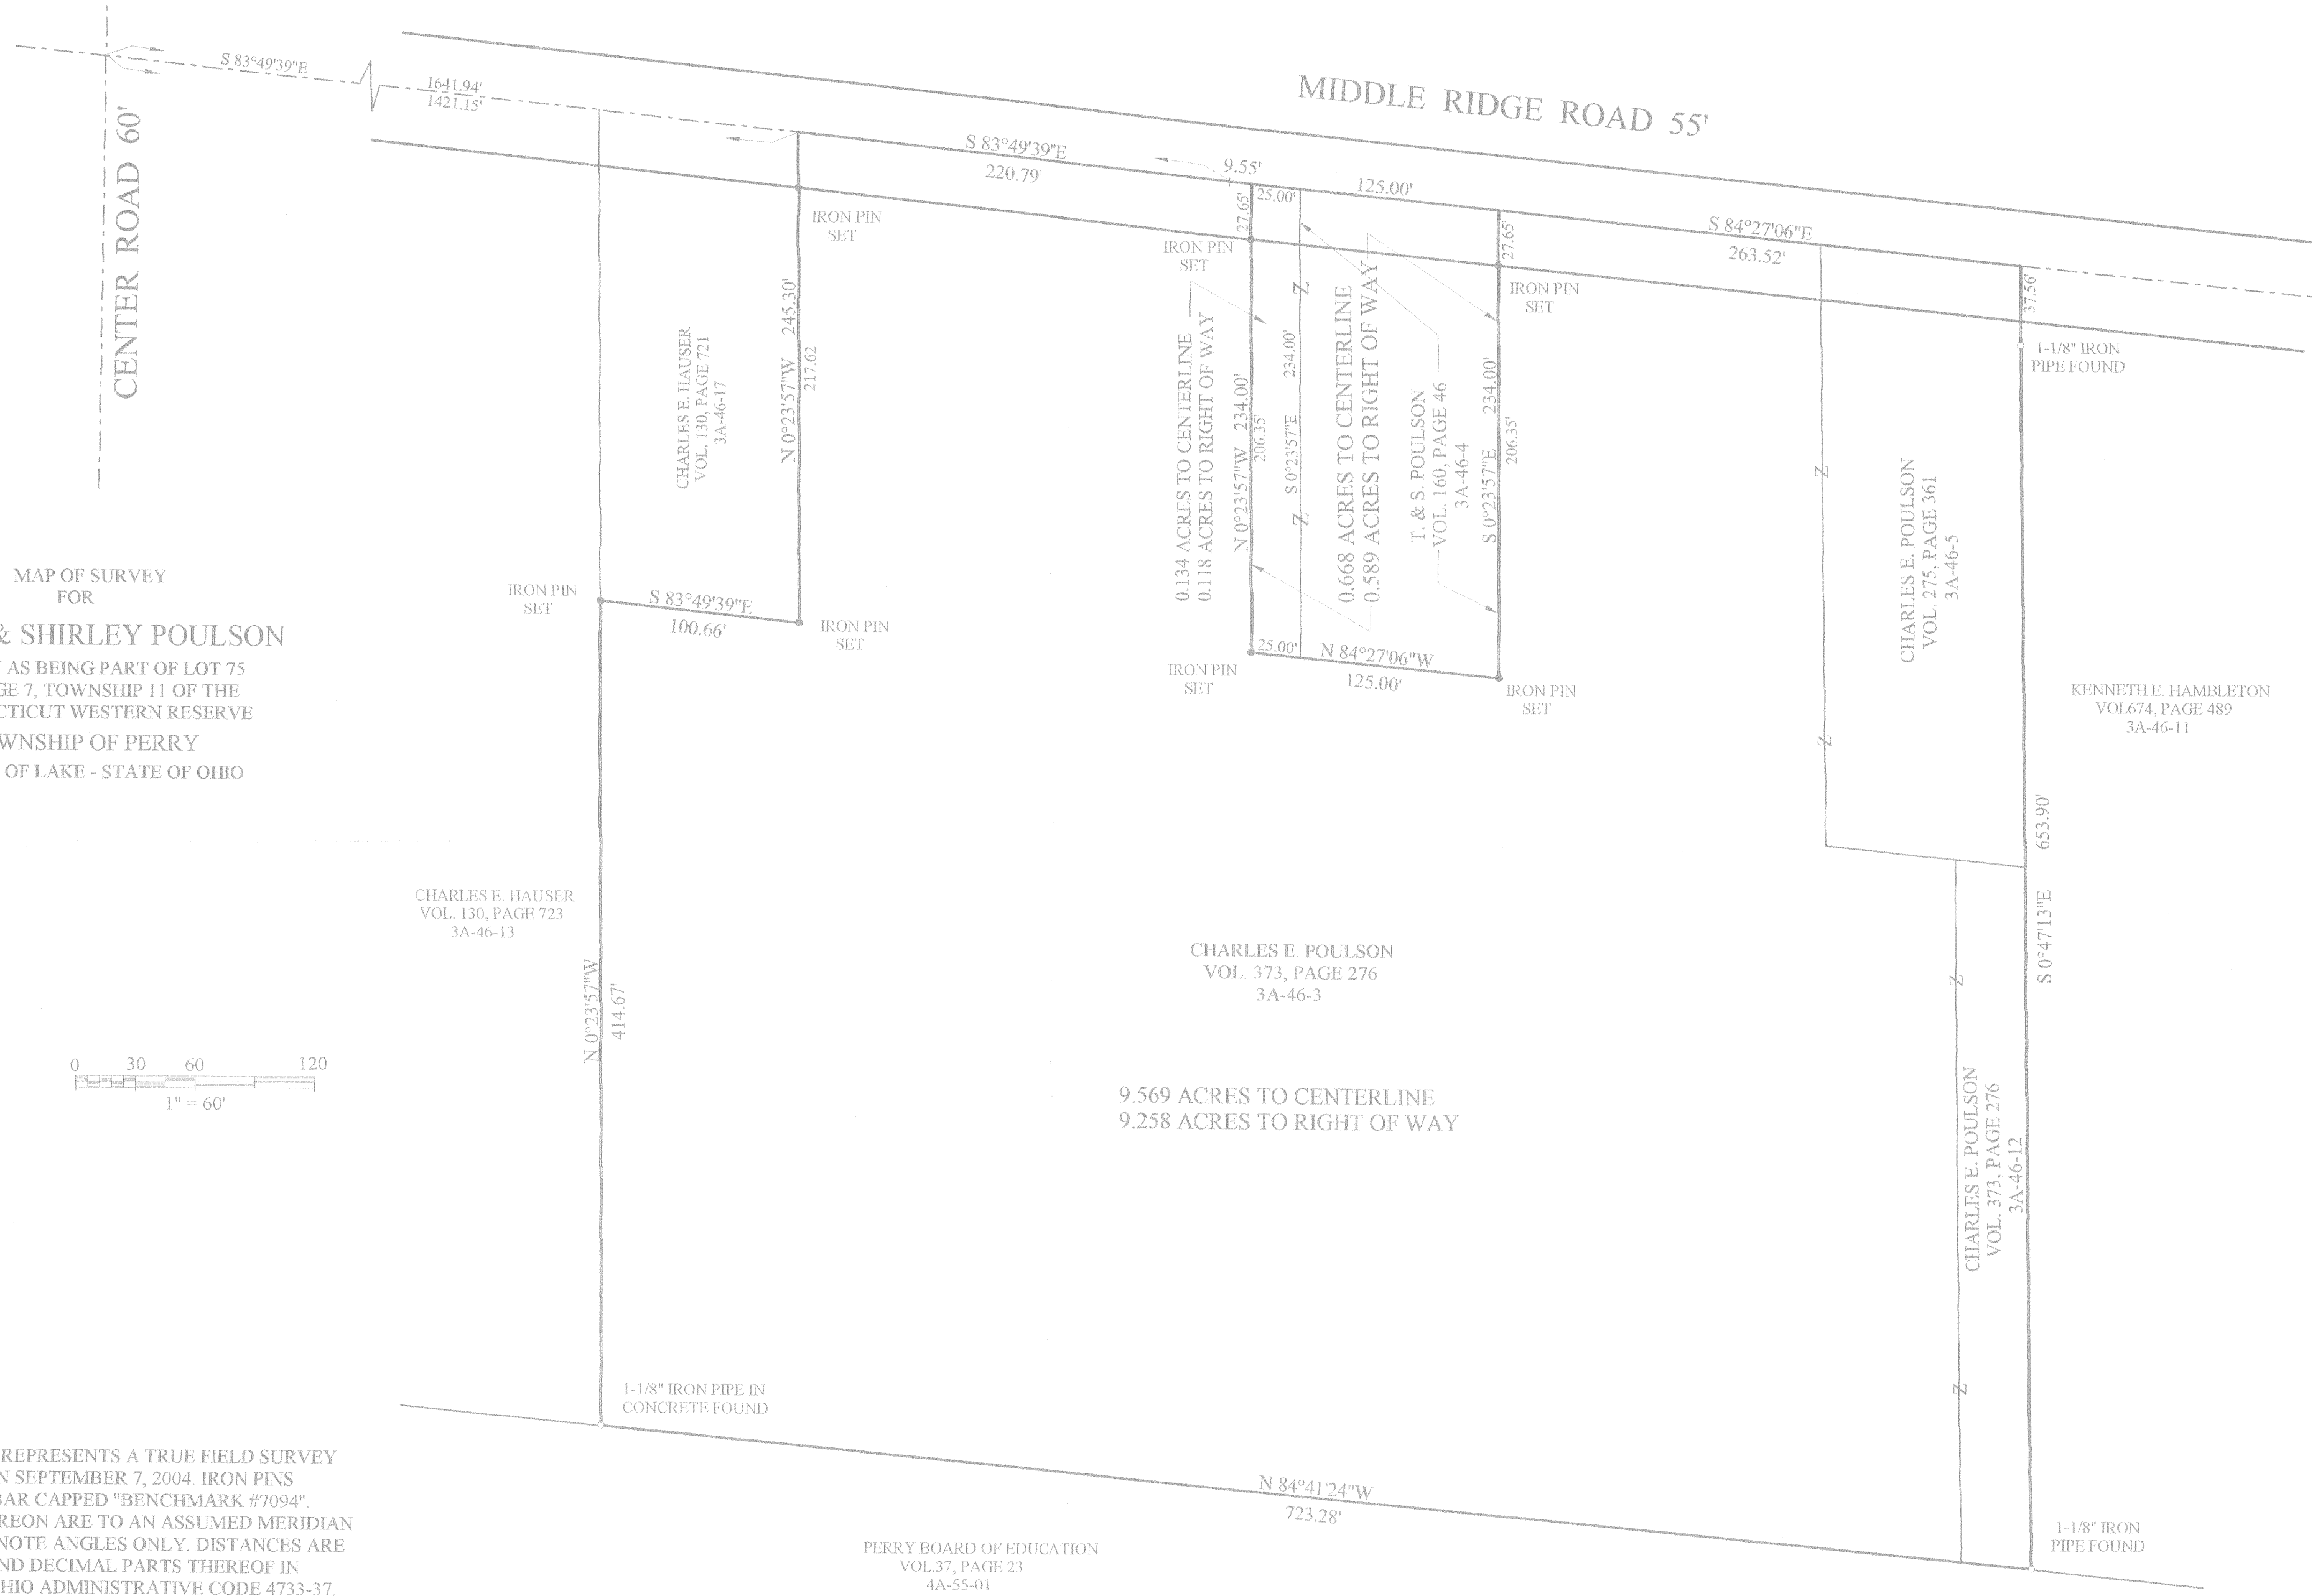 S 83°49'39"E
1641.94'
1421.15'
CENTER ROAD 60'
MIDDLE RIDGE ROAD 55'
S 83°49'39"E
220.79'
9.55'
25.00'
125.00'
27.65'
27.65'
S 84°27'06"E
263.52'
37.56'
IRON PIN
SET
IRON PIN
SET
IRON PIN
SET
1-1/8" IRON
PIPE FOUND
CHARLES E. HAUSER
VOL. 130, PAGE 721
3A-46-17
N 0°23'57"W 245.30'
217.62
0.134 ACRES TO CENTERLINE
0.118 ACRES TO RIGHT OF WAY
N 0°23'57"W 234.00'
206.35'
S 0°23'57"E 234.00'
Z
Z
0.668 ACRES TO CENTERLINE
0.589 ACRES TO RIGHT OF WAY
T. & S. POULSON
VOL. 160, PAGE 46
3A-46-4
S 0°23'57"E 234.00'
206.35'
Z
Z
CHARLES E. POULSON
VOL. 275, PAGE 361
3A-46-5
MAP OF SURVEY
FOR
& SHIRLEY POULSON
AS BEING PART OF LOT 75
GE 7, TOWNSHIP 11 OF THE
CTICUT WESTERN RESERVE
WNSHIP OF PERRY
OF LAKE - STATE OF OHIO
IRON PIN
SET
S 83°49'39"E
100.66'
IRON PIN
SET
IRON PIN
SET
25.00'
N 84°27'06"W
125.00'
IRON PIN
SET
KENNETH E. HAMBLETON
VOL674, PAGE 489
3A-46-11
S 0°47'13"E 653.90'
CHARLES E. HAUSER
VOL. 130, PAGE 723
3A-46-13
N 0°23'57"W
414.67'
CHARLES E. POULSON
VOL. 373, PAGE 276
3A-46-3
9.569 ACRES TO CENTERLINE
9.258 ACRES TO RIGHT OF WAY
Z
Z
CHARLES E. POULSON
VOL. 373, PAGE 276
3A-46-12
0 30 60 120
1" = 60'
1-1/8" IRON PIPE IN
CONCRETE FOUND
N 84°41'24"W
723.28'
1-1/8" IRON
PIPE FOUND
PERRY BOARD OF EDUCATION
VOL.37, PAGE 23
4A-55-01
REPRESENTS A TRUE FIELD SURVEY
N SEPTEMBER 7, 2004. IRON PINS
BAR CAPPED "BENCHMARK #7094".
REON ARE TO AN ASSUMED MERIDIAN
NOTE ANGLES ONLY. DISTANCES ARE
ND DECIMAL PARTS THEREOF IN
HIO ADMINISTRATIVE CODE 4733-37.